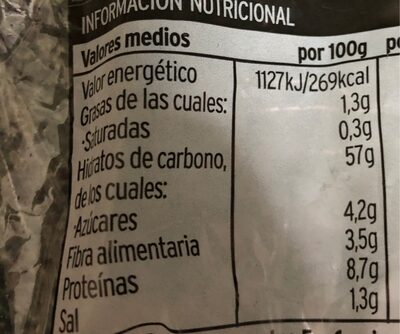 INFORMACIÓN NUTRICIONAL
Valores medios por 100g
Valor energético 1127kJ/269kcal
Grasas de las cuales: 1,3g
·Saturadas 0,3g
Hidratos de carbono, 57g
de los cuales:
·Azúcares 4,2g
Fibra alimentaria 3,5g
Proteínas 8,7g
Sal 1,3g